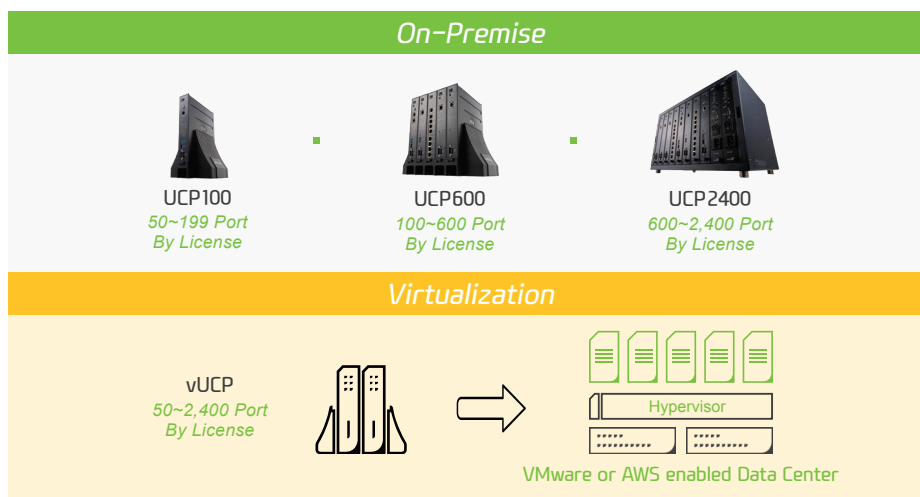 On-Premise
UCP100
50~199 Port
By License
UCP600
100~600 Port
By License
UCP2400
600~2,400 Port
By License
Virtualization
vUCP
50~2,400 Port
By License
Hypervisor
VMware or AWS enabled Data Center